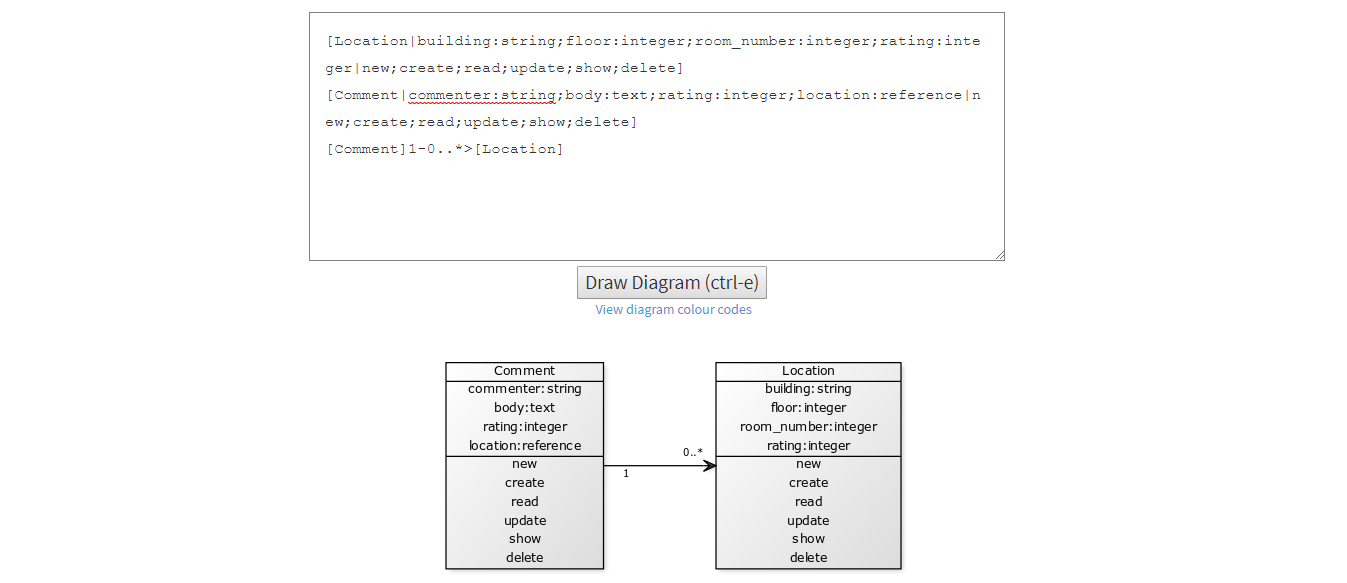 [Location|building:string;floor:integer;room_number:integer;rating:inte
ger|new;create;read;update;show;delete]
[Comment|commenter:string;body:text;rating:integer;location:reference|n
ew;create;read;update;show;delete]
[Comment]1-0..*>[Location]
Draw Diagram (ctrl-e)
View diagram colour codes
Comment
commenter:string
body:text
rating:integer
location:reference
new
create
read
update
show
delete
1
0..*
Location
building:string
floor:integer
room_number:integer
rating:integer
new
create
read
update
show
delete